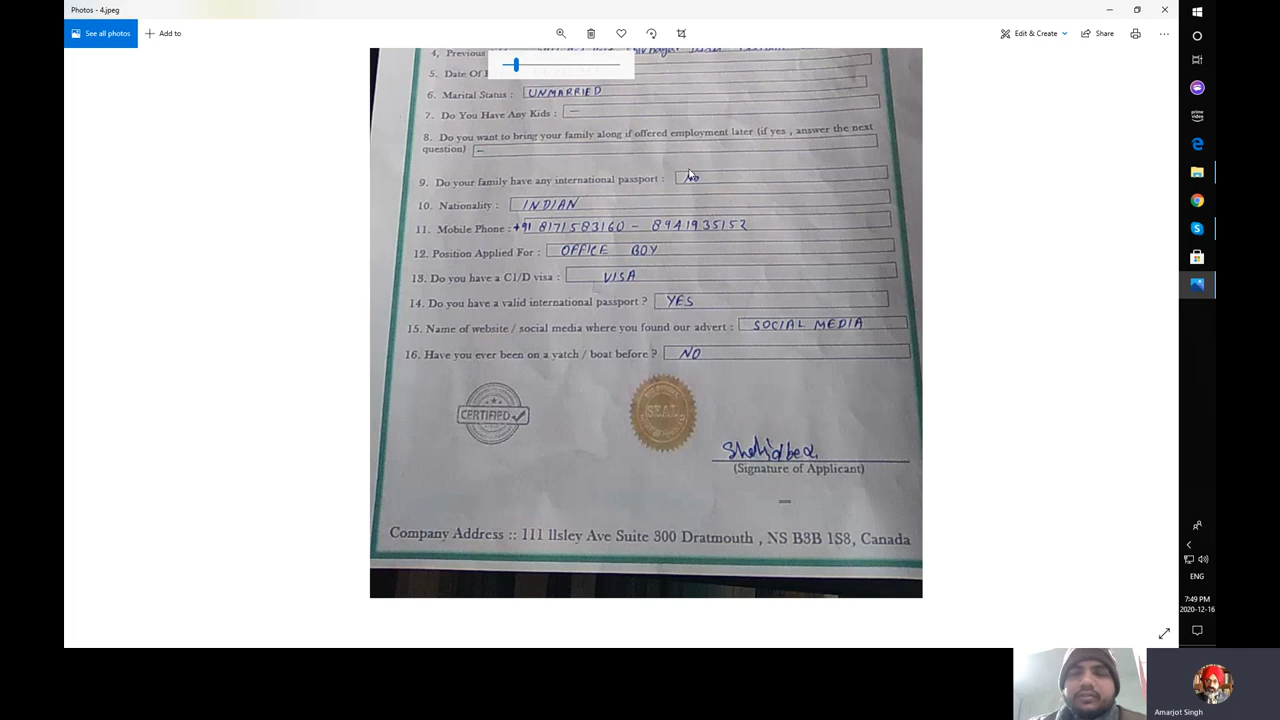 Photos - 4.jpeg
See all photos
Add to
Edit & Create
Share
4, Previous
5. Date Of
6. Marital Status : UNMARRIED
7. Do You Have Any Kids : —
8. Do you want to bring your family along if offered employment later (if yes , answer the next
question) –
9. Do your family have any international passport : No
10. Nationality : INDIAN
11. Mobile Phone : +91 8171583160 - 8941935152
12. Position Applied For : OFFICE BOY
13. Do you have a C1/D visa : VISA
14. Do you have a valid international passport ? YES
15. Name of website / social media where you found our advert : SOCIAL MEDIA
16. Have you ever been on a yatch / boat before ? NO
CERTIFIED
SEAL
(Signature of Applicant)
Company Address :: 111 llsley Ave Suite 300 Dratmouth , NS B3B 1S8, Canada
prime video
ENG
7:49 PM
2020-12-16
Amarjot Singh